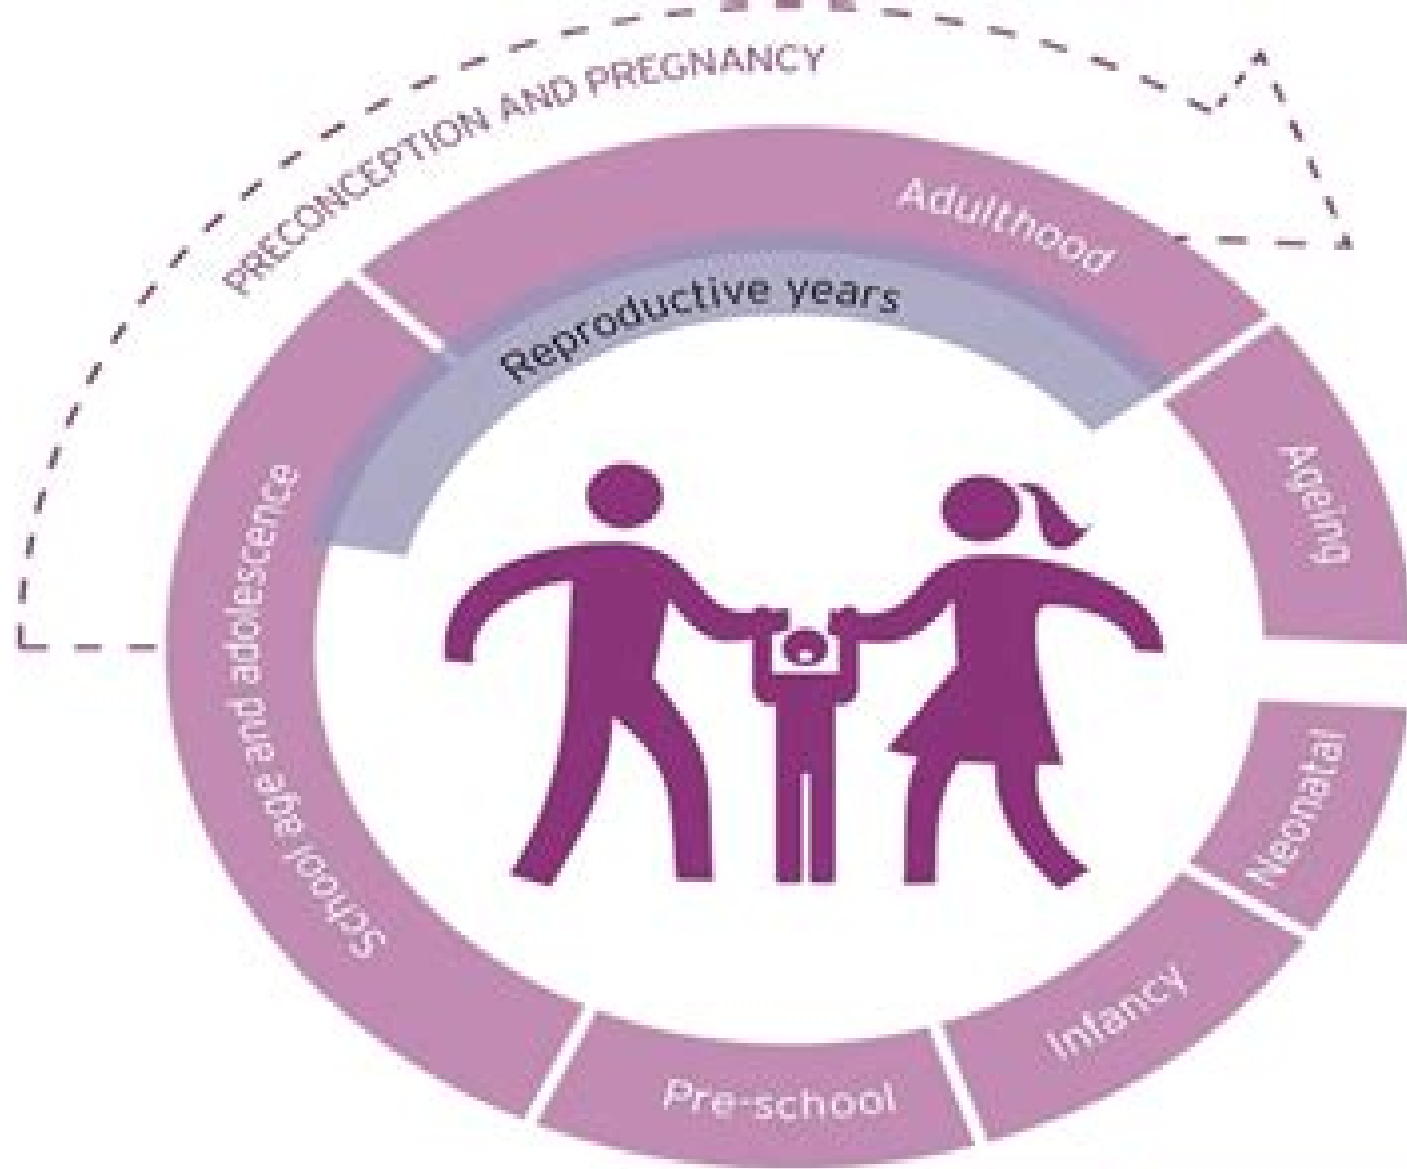 PRECONCEPTION AND PREGNANCY
Adulthood
Reproductive years
Ageing
School age and adolescence
Neonatal
Infancy
Pre-school